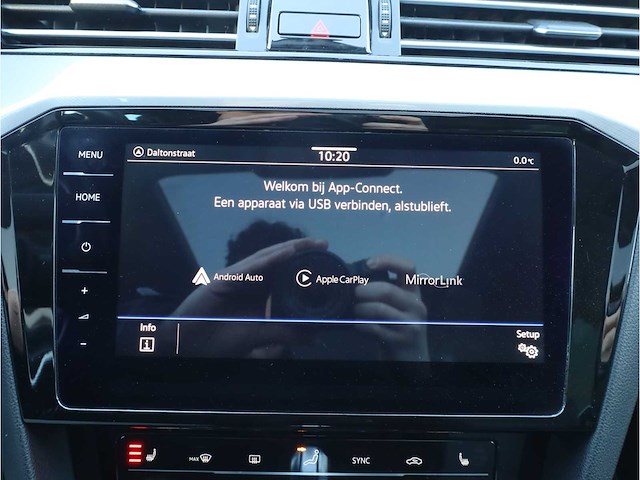 MENU
HOME
+
-
Daltonstraat
10:20
0.0°C
Welkom bij App-Connect.
Een apparaat via USB verbinden, alstublieft.
Android Auto
Apple CarPlay
MirrorLink
Info
i
Setup
MAX
SYNC